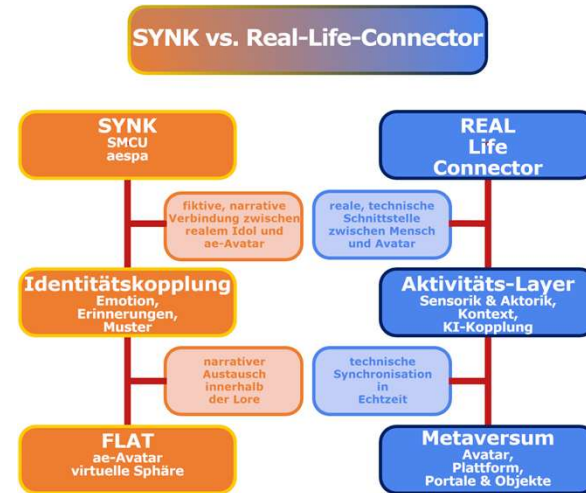 SYNK vs. Real-Life-Connector
SYNK
SMCU
aespa
REAL
Life
Connector
fiktive, narrative
Verbindung zwischen
realem Idol und
ae-Avatar
reale, technische
Schnittstelle
zwischen Mensch
und Avatar
Identitätskopplung
Emotion,
Erinnerungen,
Muster
Aktivitäts-Layer
Sensorik & Aktorik,
Kontext,
KI-Kopplung
narrativer
Austausch
innerhalb
der Lore
technische
Synchronisation
in
Echtzeit
FLAT
ae-Avatar
virtuelle Sphäre
Metaversum
Avatar,
Plattform,
Portale & Objekte